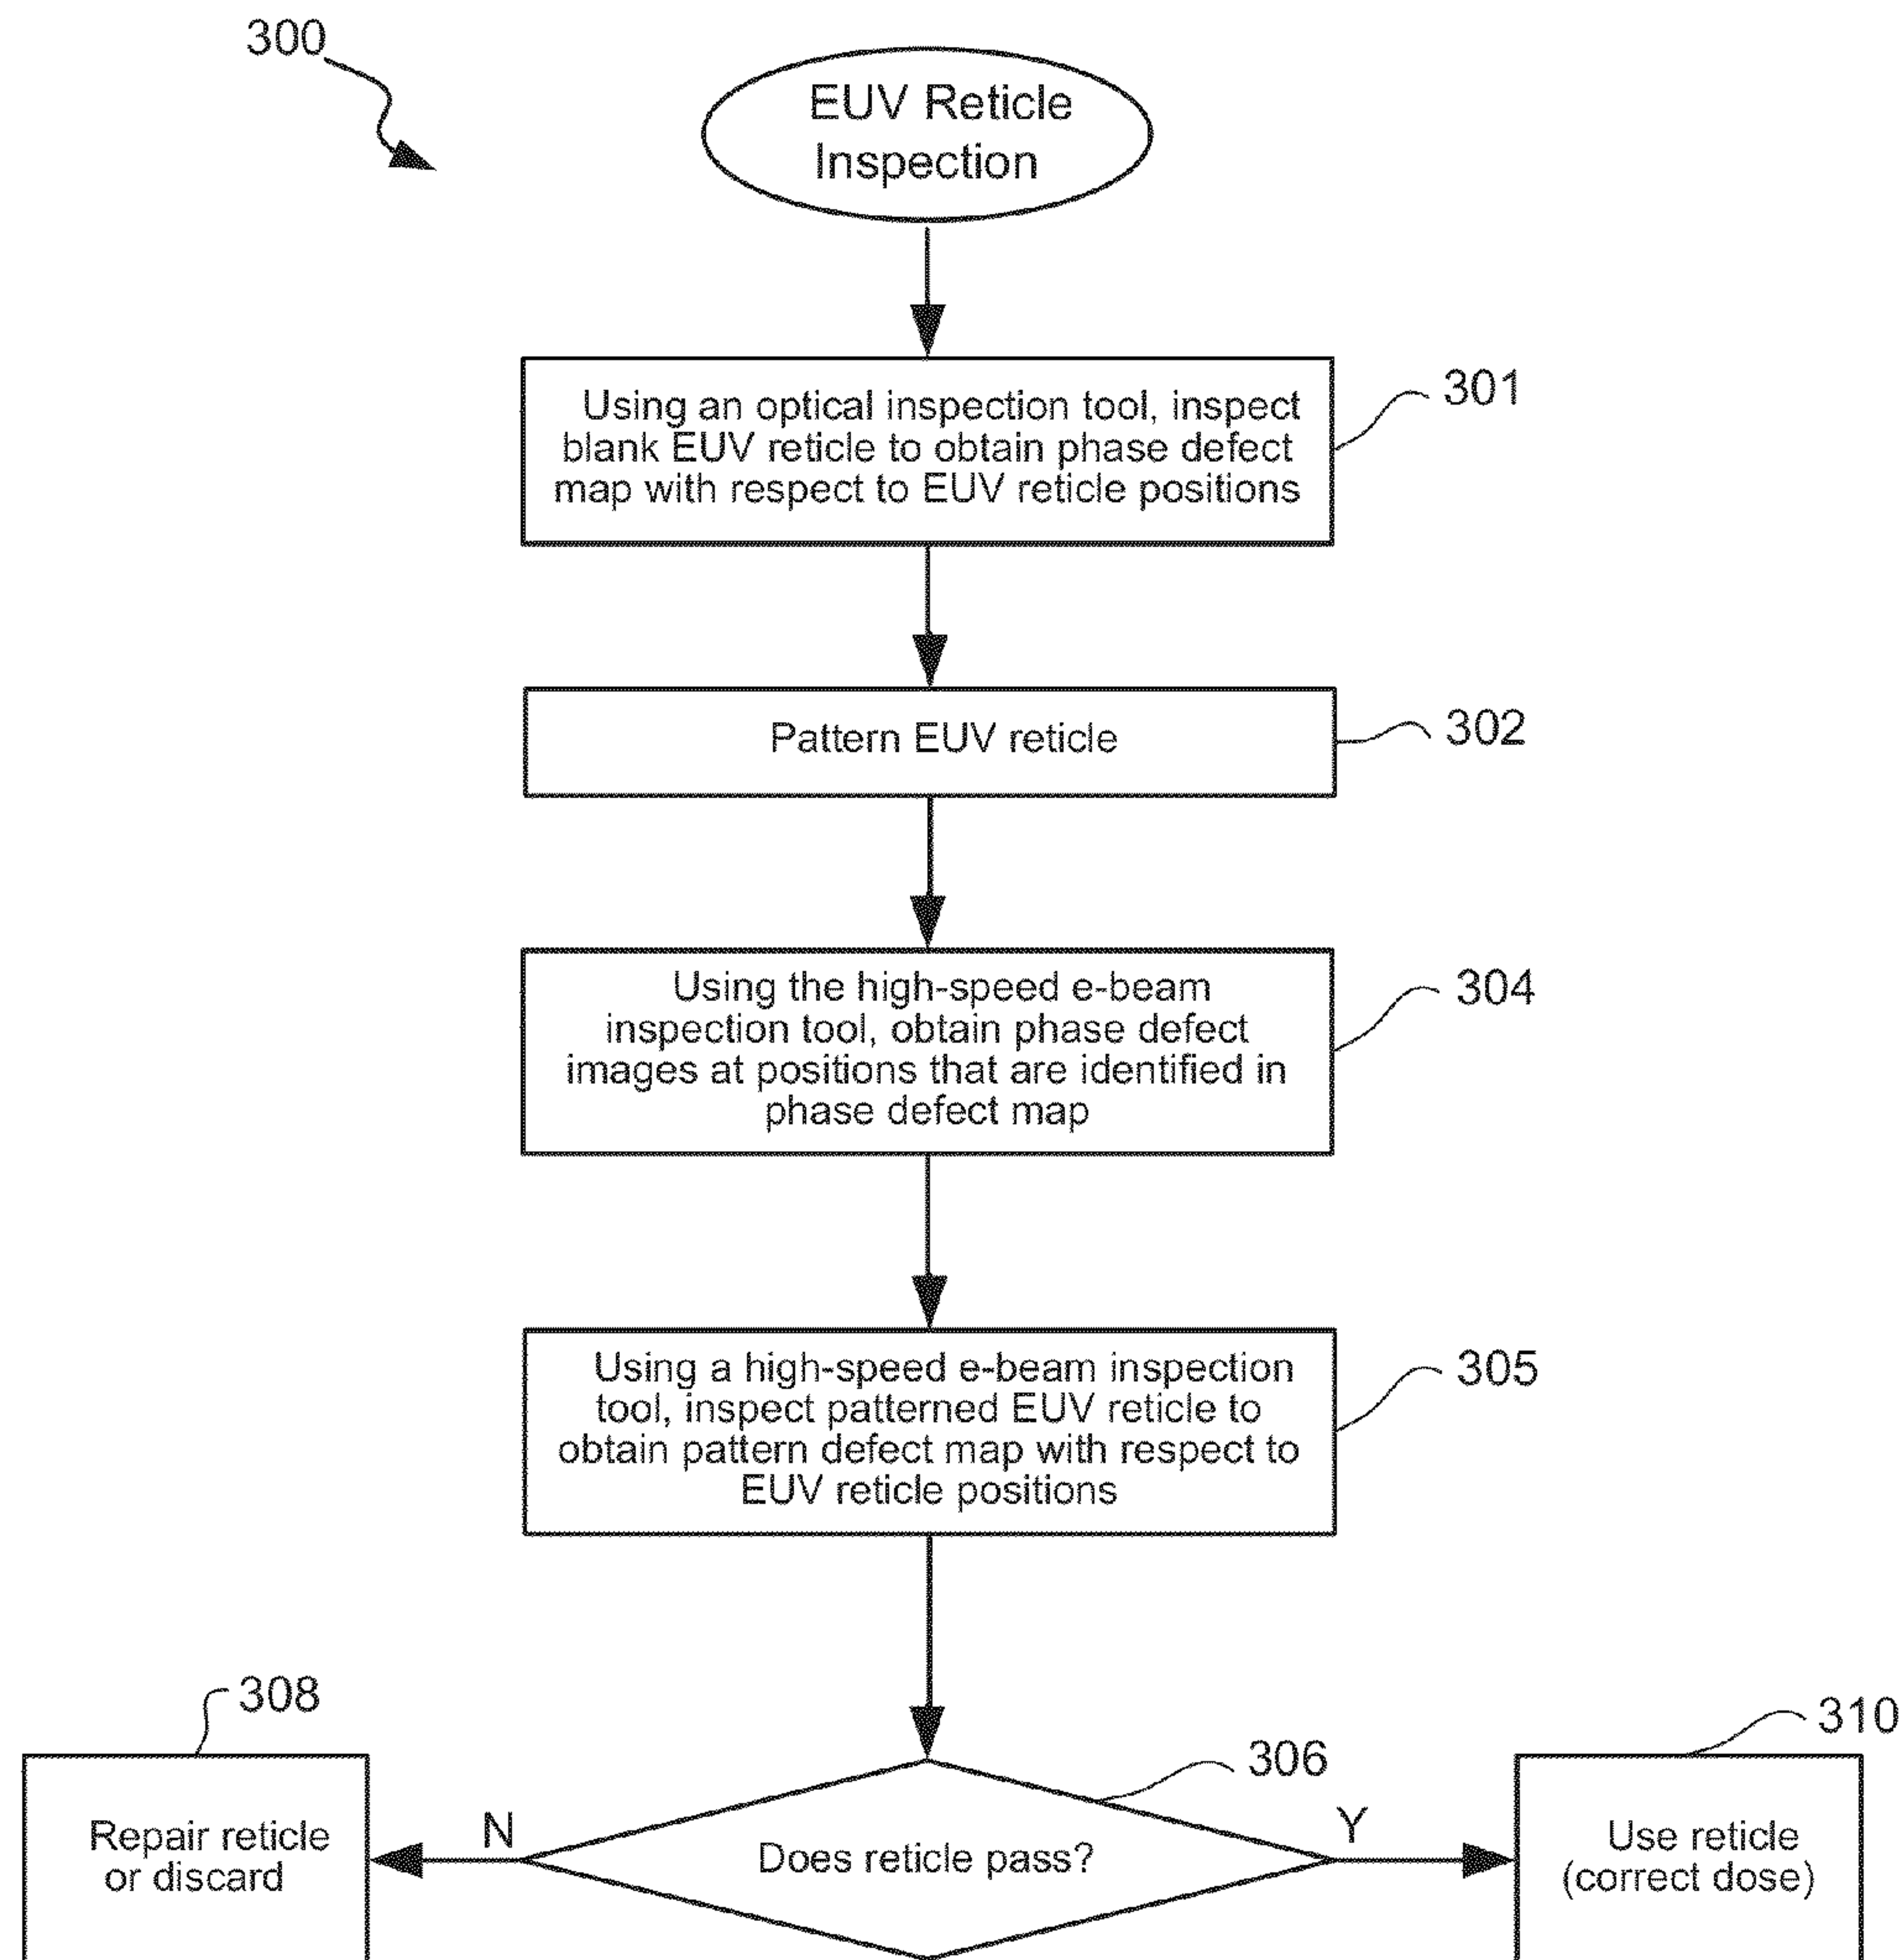 300
EUV Reticle
Inspection
Using an optical inspection tool, inspect
blank EUV reticle to obtain phase defect
map with respect to EUV reticle positions
301
Pattern EUV reticle
302
Using the high-speed e-beam
inspection tool, obtain phase defect
images at positions that are identified in
phase defect map
304
Using a high-speed e-beam inspection
tool, inspect patterned EUV reticle to
obtain pattern defect map with respect to
EUV reticle positions
305
308
Repair reticle
or discard
N
Does reticle pass?
306
Y
310
Use reticle
(correct dose)